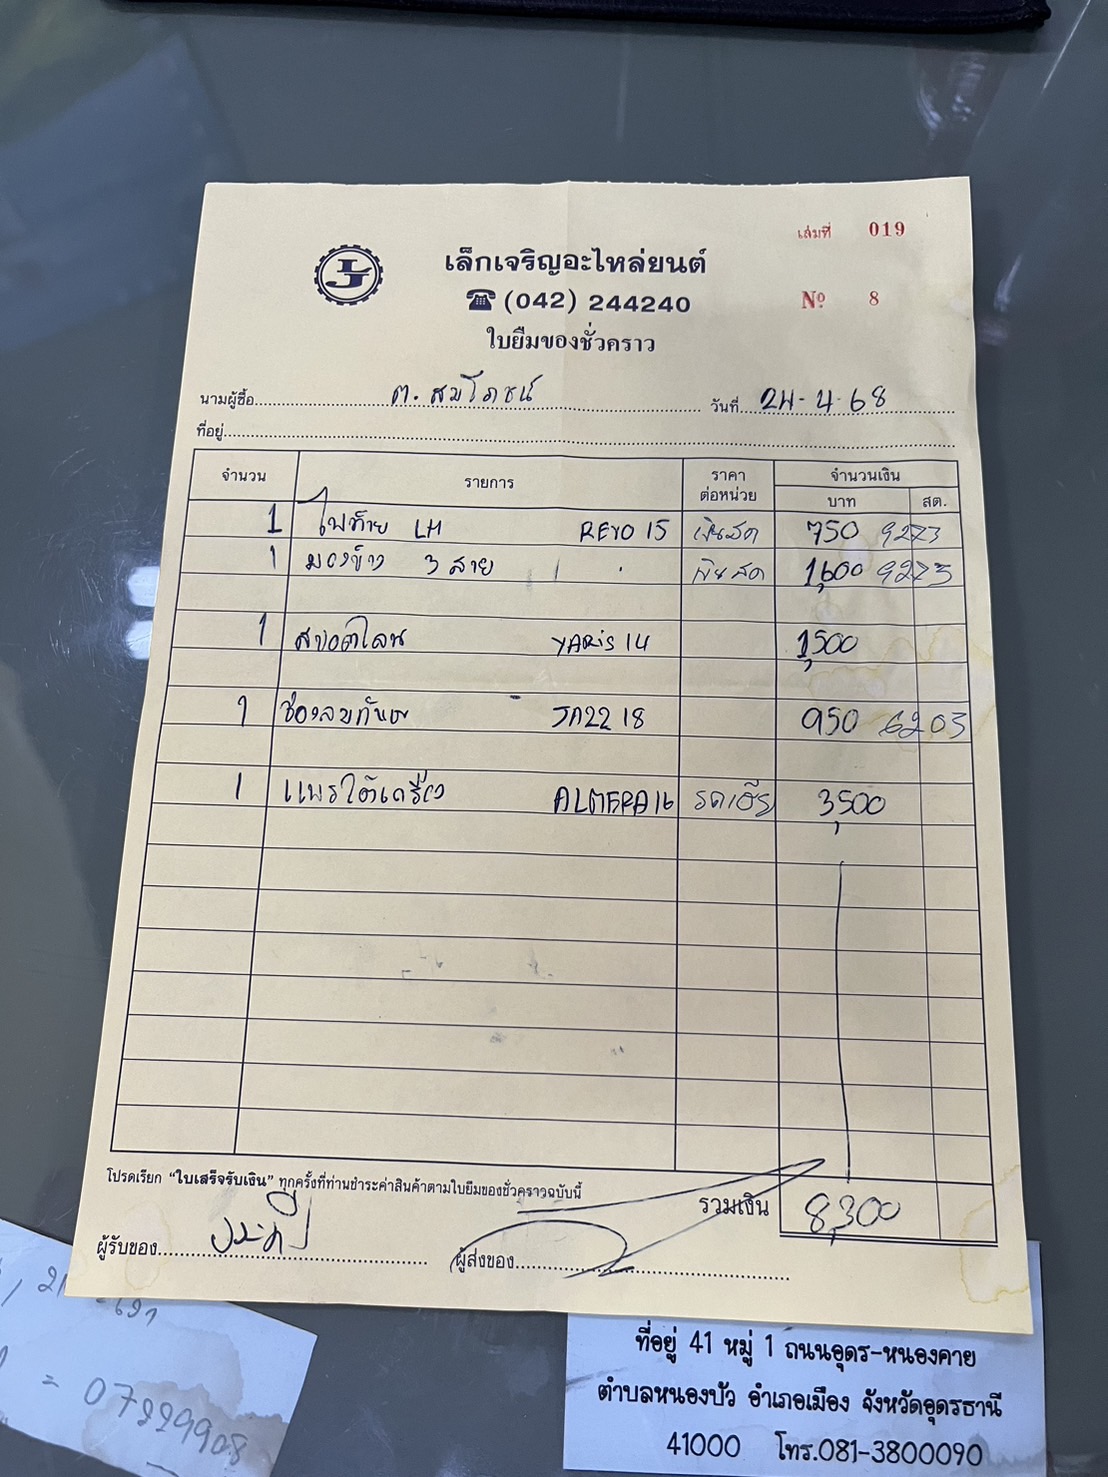 เล่มที่ 019
LJ
เล็กเจริญอะไหล่ยนต์
☎ (042) 244240
Nº 8
ใบยืมของชั่วคราว
นามผู้ซื้อ ต. สมโภชน์ วันที่ 24-4-68
ที่อยู่
จำนวน รายการ ราคาต่อหน่วย จำนวนเงิน
บาท สต.
1 ไฟท้าย LH REVO 15 เงินสด 750 9273
1 มองข้าง 3 สาย เงินสด 1,600 9273
1 YARIS 14 1,500
1 ช่องลมกันชน JAZZ 18 950 6203
1 แพรใต้เครื่อง ALMERA 16 3,500
โปรดเรียก “ใบเสร็จรับเงิน” ทุกครั้งที่ท่านชำระค่าสินค้าตามใบยืมของชั่วคราวฉบับนี้
รวมเงิน 8,300
ผู้รับของ ผู้ส่งของ
ที่อยู่ 41 หมู่ 1 ถนนอุดร-หนองคาย
ตำบลหนองบัว อำเภอเมือง จังหวัดอุดรธานี
41000 โทร.081-3800090